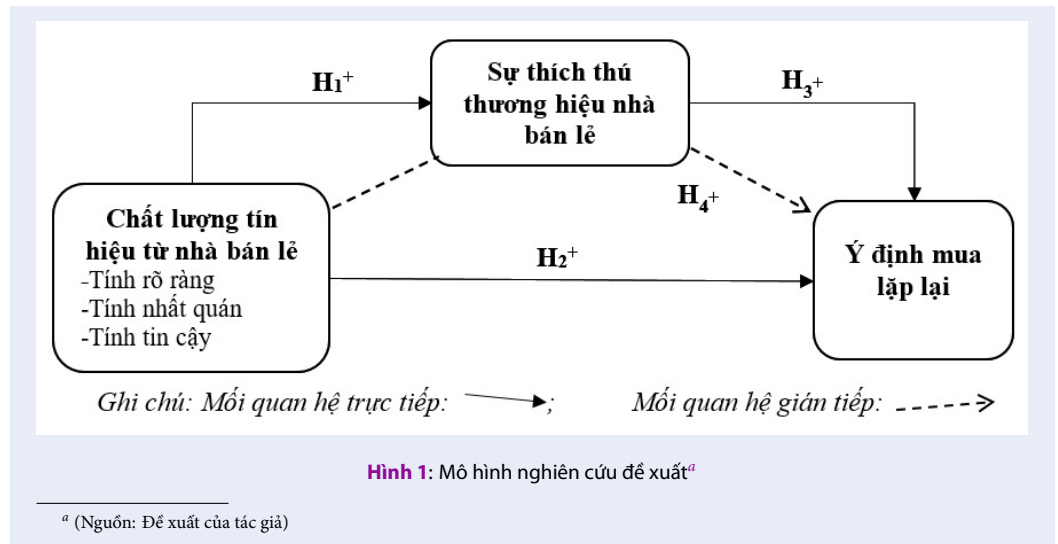 H₁⁺
Sự thích thú
thương hiệu nhà
bán lẻ
H₃⁺
H₄⁺
Chất lượng tín
hiệu từ nhà bán lẻ
-Tính rõ ràng
-Tính nhất quán
-Tính tin cậy
H₂⁺
Ý định mua
lặp lại
Ghi chú: Mối quan hệ trực tiếp: ; Mối quan hệ gián tiếp:
Hình 1: Mô hình nghiên cứu đề xuấtᵃ
ᵃ (Nguồn: Đề xuất của tác giả)